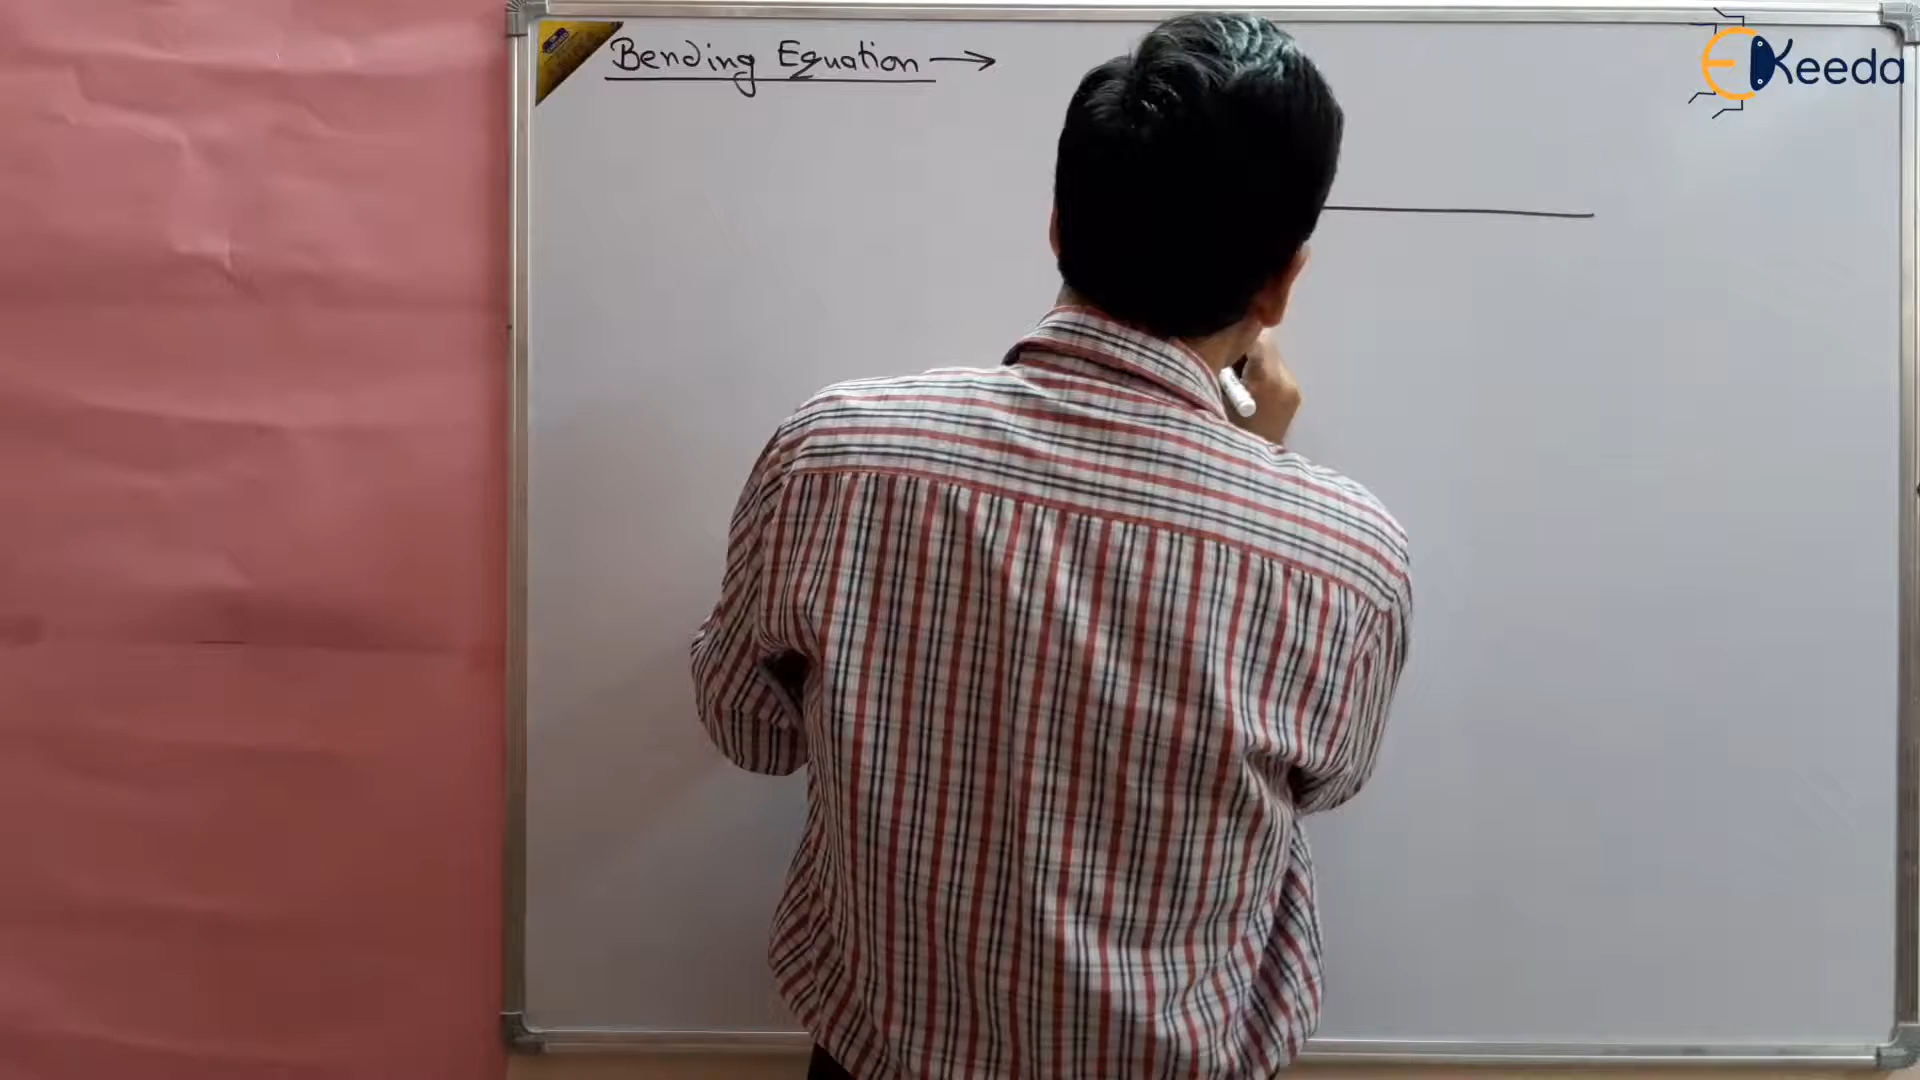 Bending Equation →
EKeeda